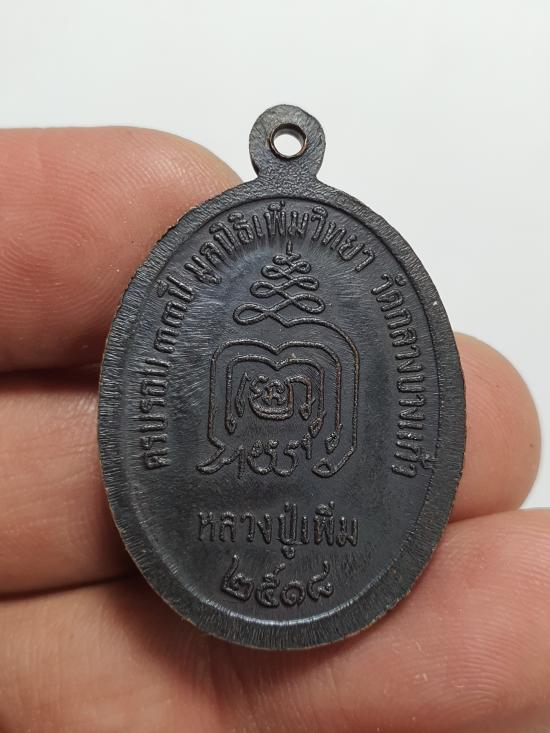 ครบรอบ ๓๓ ปี มูลนิธิเพิ่มวิทยา วัดกลางบางแก้ว
หลวงปู่เพิ่ม
๒๕๑๘